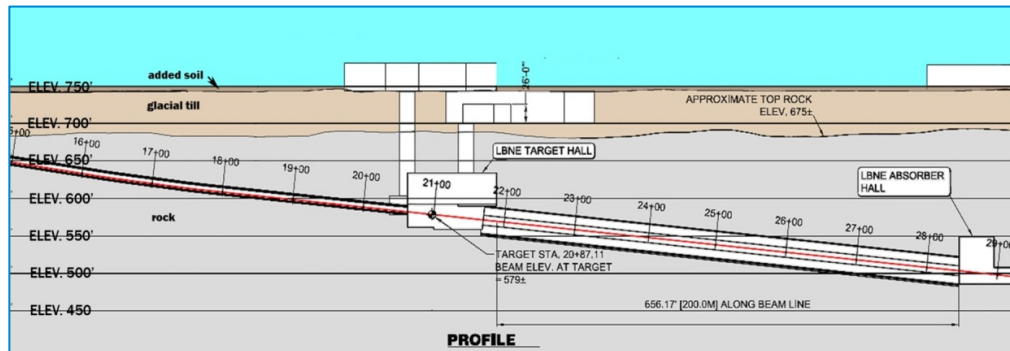 ELEV. 750'
added soil
glacial till
26'-0"
APPROXIMATE TOP ROCK
ELEV, 675±
ELEV. 700'
ELEV. 650'
16+00
17+00
18+00
19+00
20+00
21+00
22+00
23+00
24+00
25+00
26+00
27+00
28+00
LBNE TARGET HALL
LBNE ABSORBER
HALL
ELEV. 600'
rock
ELEV. 550'
TARGET STA, 20+87,11
BEAM ELEV. AT TARGET
= 579±
ELEV. 500'
656.17' [200.0M] ALONG BEAM LINE
ELEV. 450
PROFILE